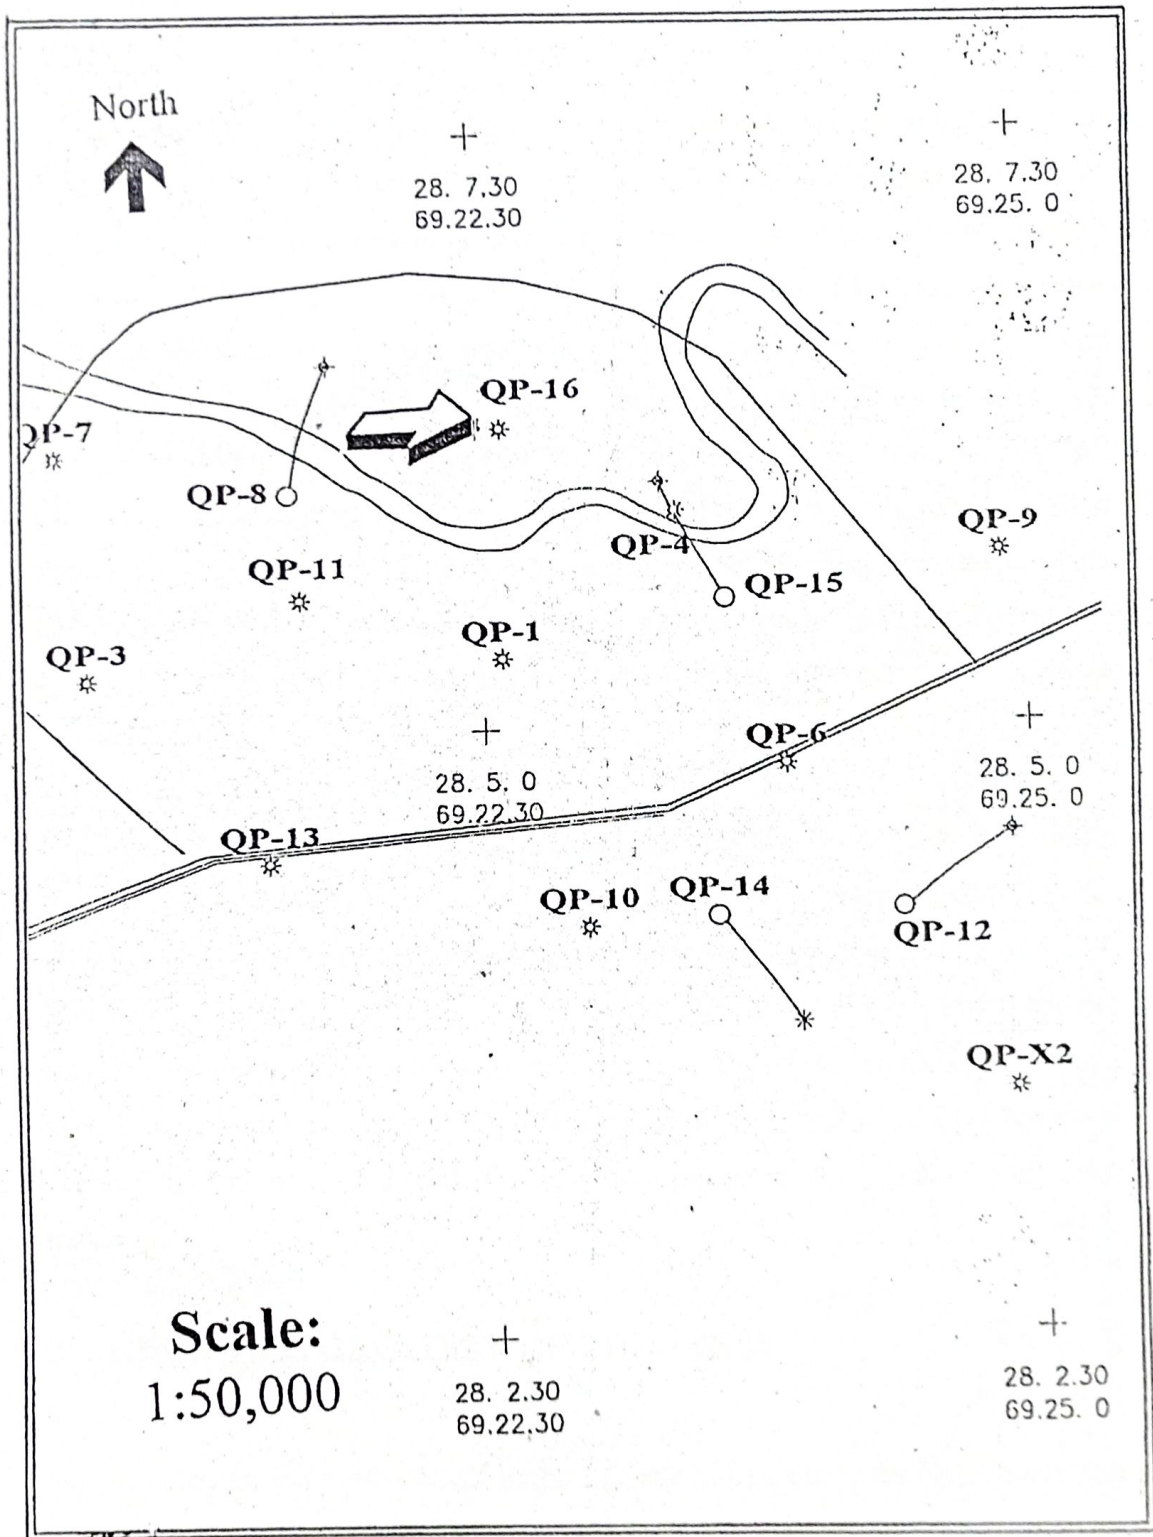 North
28. 7.30
69.22.30
28. 7.30
69.25. 0
QP-16
QP-7
QP-8
QP-9
QP-4
QP-11
QP-15
QP-1
QP-3
QP-6
28. 5. 0
69.22.30
28. 5. 0
69.25. 0
QP-13
QP-14
QP-10
QP-12
QP-X2
Scale:
1:50,000
28. 2.30
69.22.30
28. 2.30
69.25. 0